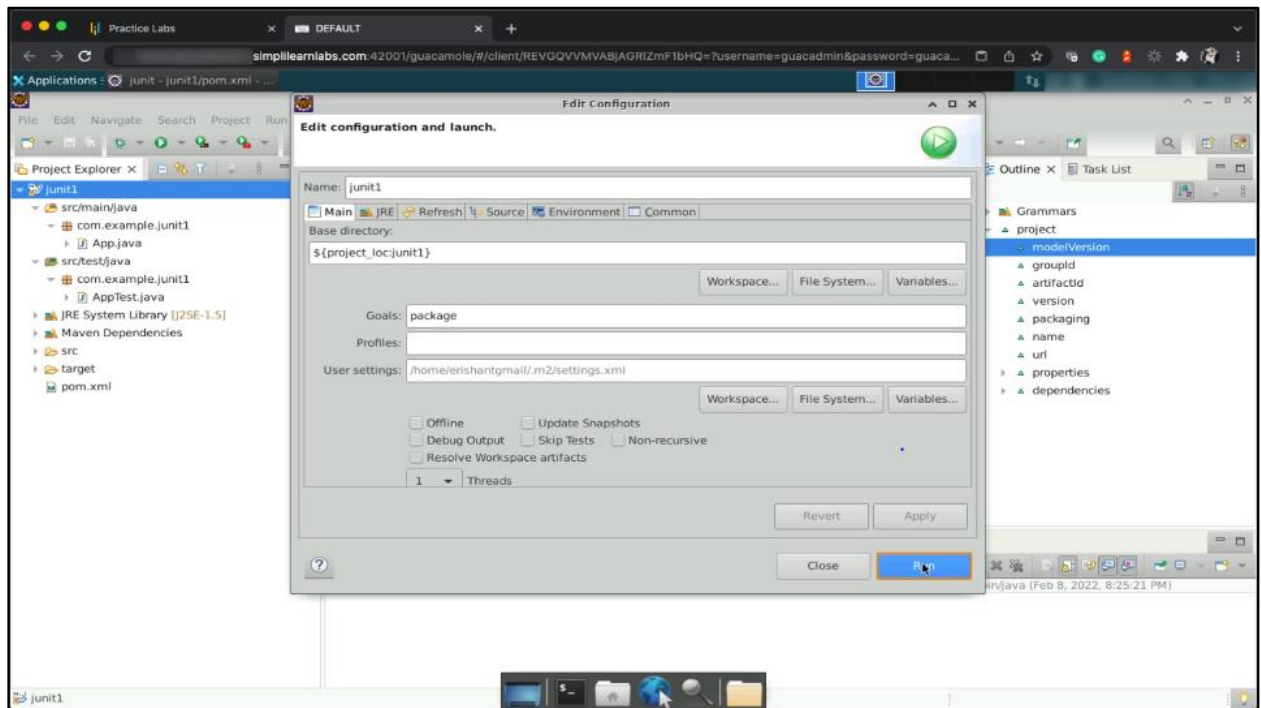 Practice Labs
DEFAULT
simplilearnlabs.com:42001/guacamole/#/client/REVGQVVMVABjAGRlZmF1bHQ=?username=guacadmin&password=guaca...
Applications
junit - junit1/pom.xml - ...
Edit Configuration
File Edit Navigate Search Project Run
Edit configuration and launch.
Project Explorer
Outline
Task List
Name: junit1
junit1
Main JRE Refresh Source Environment Common
src/main/java
Grammars
com.example.junit1
Base directory:
project
App.java
${project_loc:junit1}
modelVersion
src/test/java
groupId
com.example.junit1
Workspace... File System... Variables...
artifactId
AppTest.java
version
JRE System Library [J2SE-1.5]
Goals: package
packaging
Maven Dependencies
Profiles:
name
src
url
target
User settings: /home/erishantgmail/.m2/settings.xml
properties
pom.xml
Workspace... File System... Variables...
dependencies
Offline Update Snapshots
Debug Output Skip Tests Non-recursive
Resolve Workspace artifacts
1 Threads
Revert Apply
Close Run
in/java (Feb 8, 2022, 8:25:21 PM)
junit1